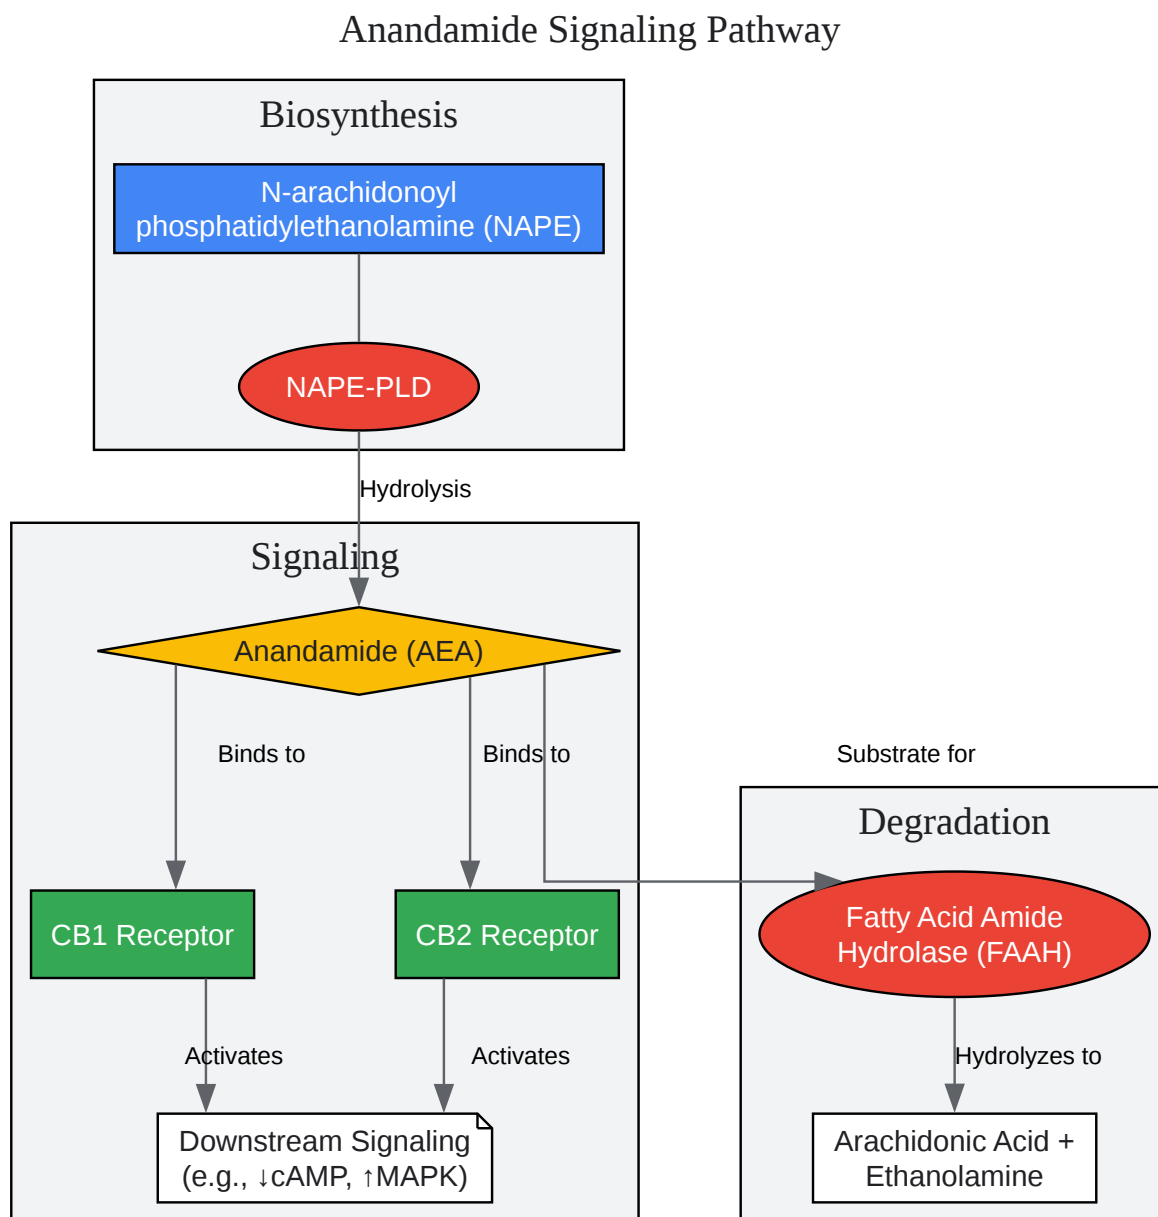 Anandamide Signaling Pathway
Biosynthesis
N-arachidonoyl
phosphatidylethanolamine (NAPE)
NAPE-PLD
Hydrolysis
Signaling
Anandamide (AEA)
Binds to
Binds to
Substrate for
Degradation
CB1 Receptor
CB2 Receptor
Fatty Acid Amide
Hydrolase (FAAH)
Activates
Activates
Hydrolyzes to
Downstream Signaling
(e.g., ↓cAMP, ↑MAPK)
Arachidonic Acid +
Ethanolamine